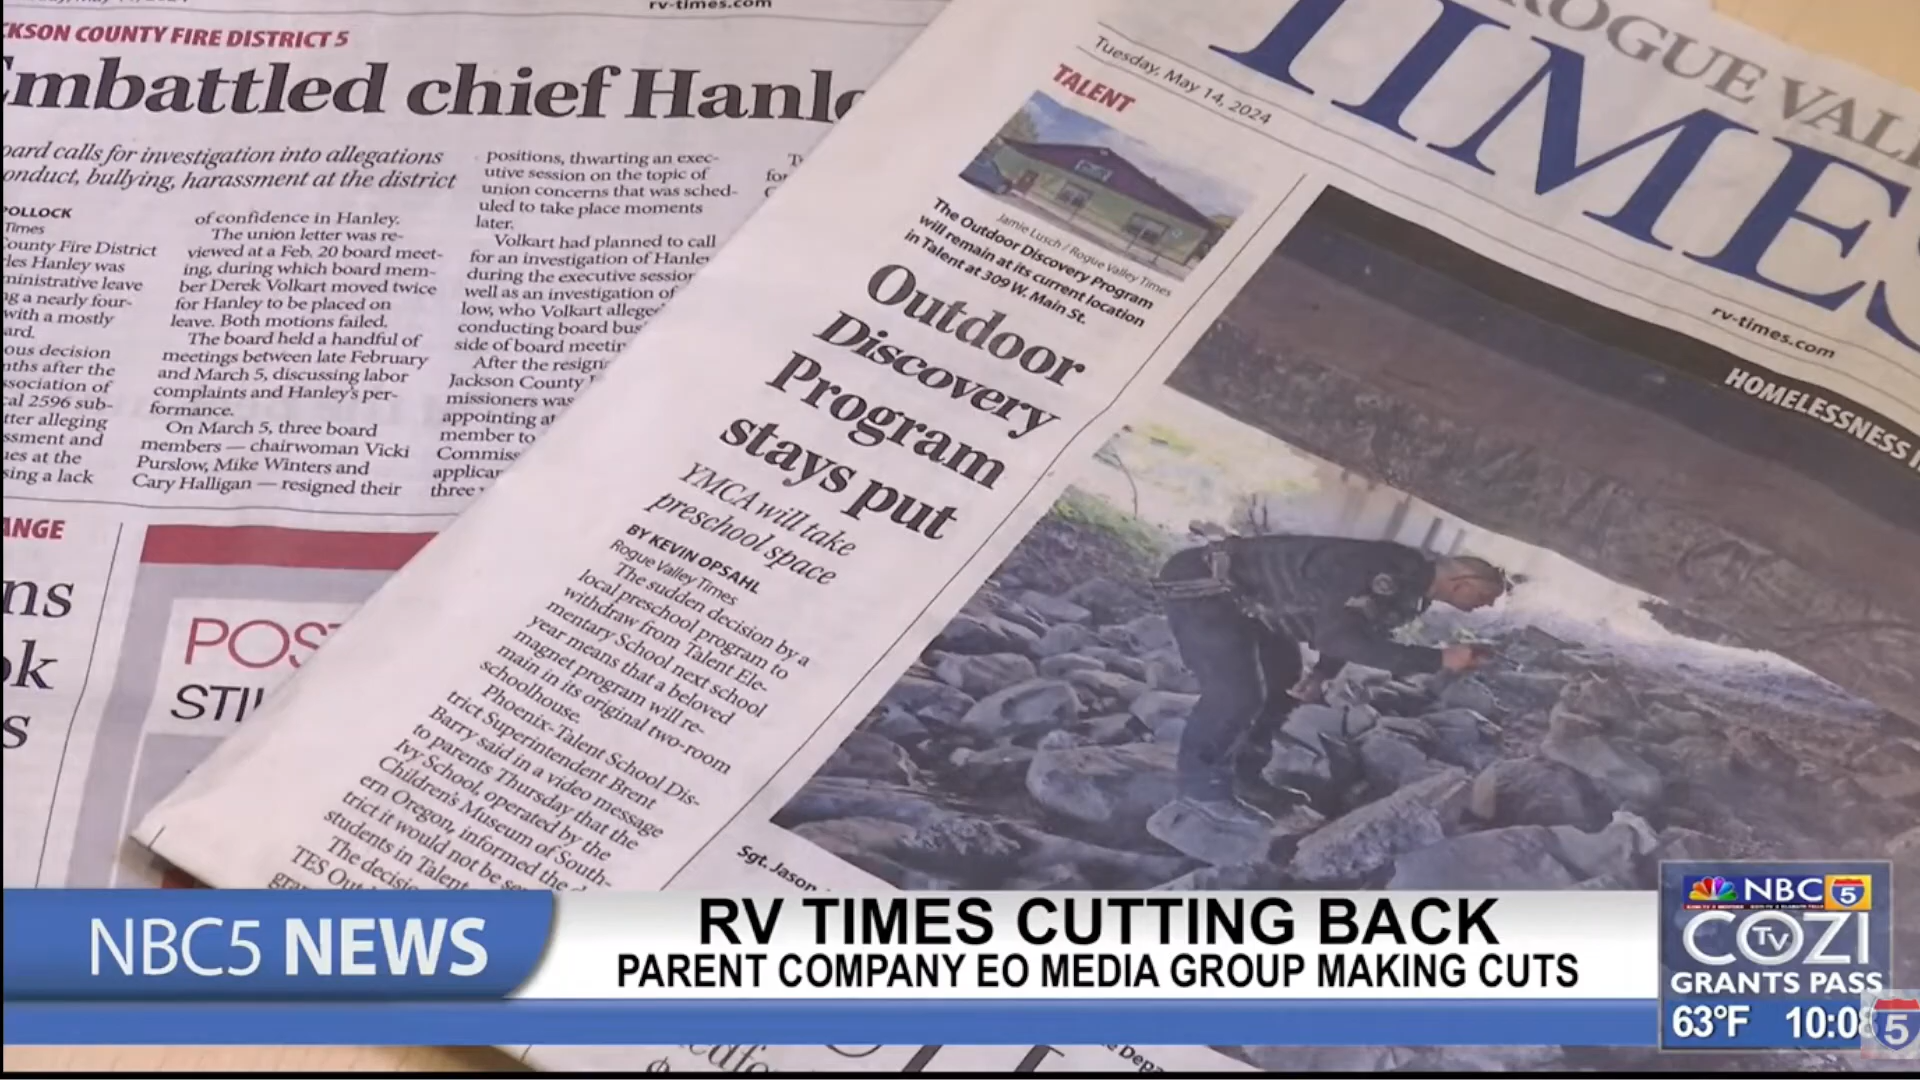 rv-times.com
CKSON COUNTY FIRE DISTRICT 5
Embattled chief Hanl
oard calls for investigation into allegations
onduct, bullying, harassment at the district
POLLOCK
Times
County Fire District
les Hanley was
ministrative leave
ng a nearly four-
with a mostly
ard.
ous decision
nths after the
ssociation of
cal 2596 sub-
tter alleging
ssment and
ues at the
sing a lack
of confidence in Hanley.
The union letter was re-
viewed at a Feb. 20 board meet-
ing, during which board mem-
ber Derek Volkart moved twice
for Hanley to be placed on
leave. Both motions failed.
The board held a handful of
meetings between late February
and March 5, discussing labor
complaints and Hanley's per-
formance.
On March 5, three board
members — chairwoman Vicki
Purslow, Mike Winters and
Cary Halligan — resigned their
positions, thwarting an exec-
utive session on the topic of
union concerns that was sched-
uled to take place moments
later.
Volkart had planned to call
for an investigation of Hanley
during the executive session
well as an investigation of
low, who Volkart allege
conducting board bus
side of board meetin
After the resign
Jackson County
missioners was
appointing at
member to
Commiss
applican
three
ANGE
ns
ok
s
POST
STIL
ROGUE VALL
TIMES
Tuesday, May 14, 2024
rv-times.com
TALENT
Jamie Lusch / Rogue Valley Times
The Outdoor Discovery Program
will remain at its current location
in Talent at 309 W. Main St.
Outdoor
Discovery
Program
stays put
YMCA will take
preschool space
BY KEVIN OPSAHL
Rogue Valley Times
The sudden decision by a
local preschool program to
withdraw from Talent Ele-
mentary School next school
year means that a beloved
magnet program will re-
main in its original two-room
schoolhouse.
Phoenix-Talent School Dis-
trict Superintendent Brent
Barry said in a video message
to parents Thursday that the
Ivy School, operated by the
Children's Museum of South-
ern Oregon, informed the d
trict it would not be se
students in Talent
The decisio
TES Out
HOMELESSNESS
Sgt. Jason
NBC5 NEWS
RV TIMES CUTTING BACK
PARENT COMPANY EO MEDIA GROUP MAKING CUTS
NBC 5
COZI
TV
GRANTS PASS
63°F 10:08
5